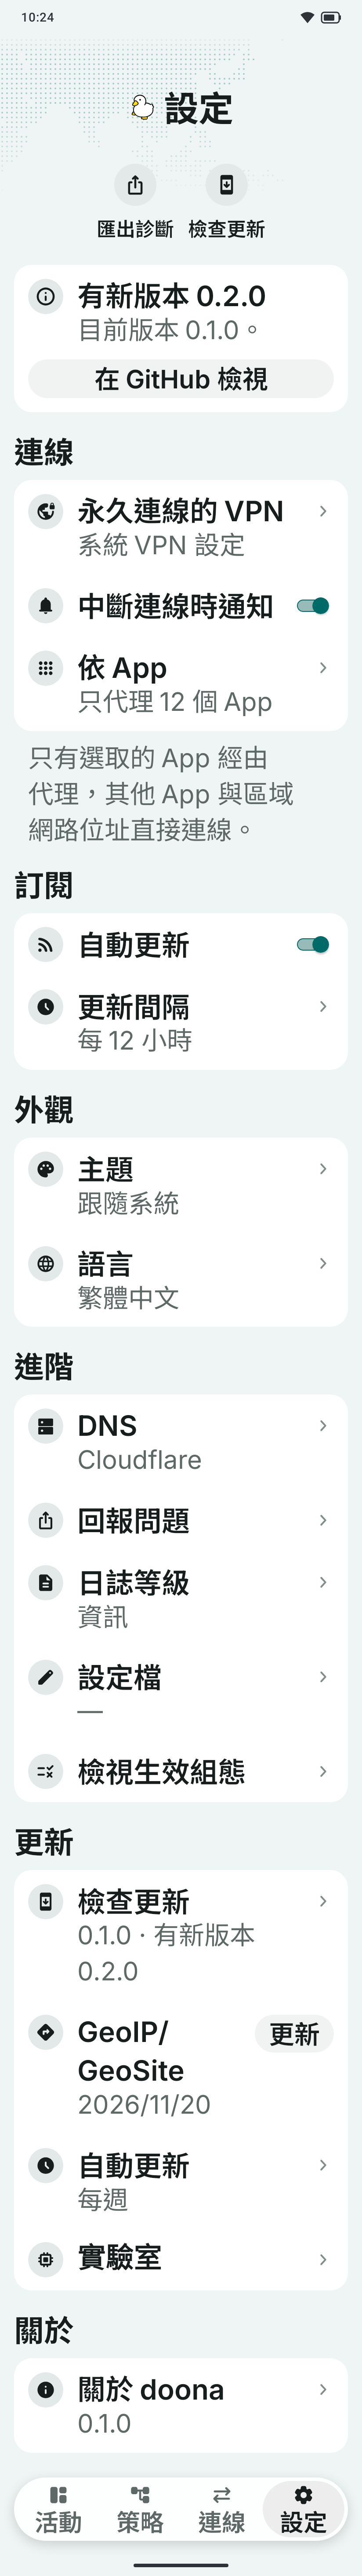 10:24
設定
匯出診斷 檢查更新
有新版本 0.2.0
目前版本 0.1.0。
在 GitHub 檢視
連線
永久連線的 VPN
系統 VPN 設定
中斷連線時通知
依 App
只代理 12 個 App
只有選取的 App 經由
代理，其他 App 與區域
網路位址直接連線。
訂閱
自動更新
更新間隔
每 12 小時
外觀
主題
跟隨系統
語言
繁體中文
進階
DNS
Cloudflare
回報問題
日誌等級
資訊
設定檔
—
檢視生效組態
更新
檢查更新
0.1.0 · 有新版本
0.2.0
GeoIP/
GeoSite
更新
2026/11/20
自動更新
每週
實驗室
關於
關於 doona
0.1.0
活動 策略 連線 設定